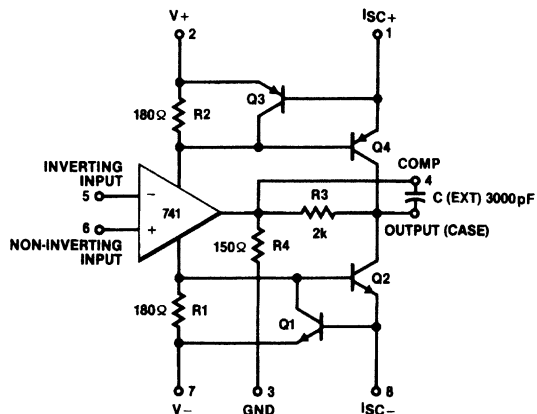 V+ ISC+
2 1
Q3
180Ω R2
Q4
COMP
4
INVERTING
INPUT
5 −
R3
C (EXT) 3000pF
741
6 +
NON-INVERTING
INPUT
150Ω R4
2k
OUTPUT (CASE)
Q2
180Ω R1
Q1
7 3 8
V− GND ISC−